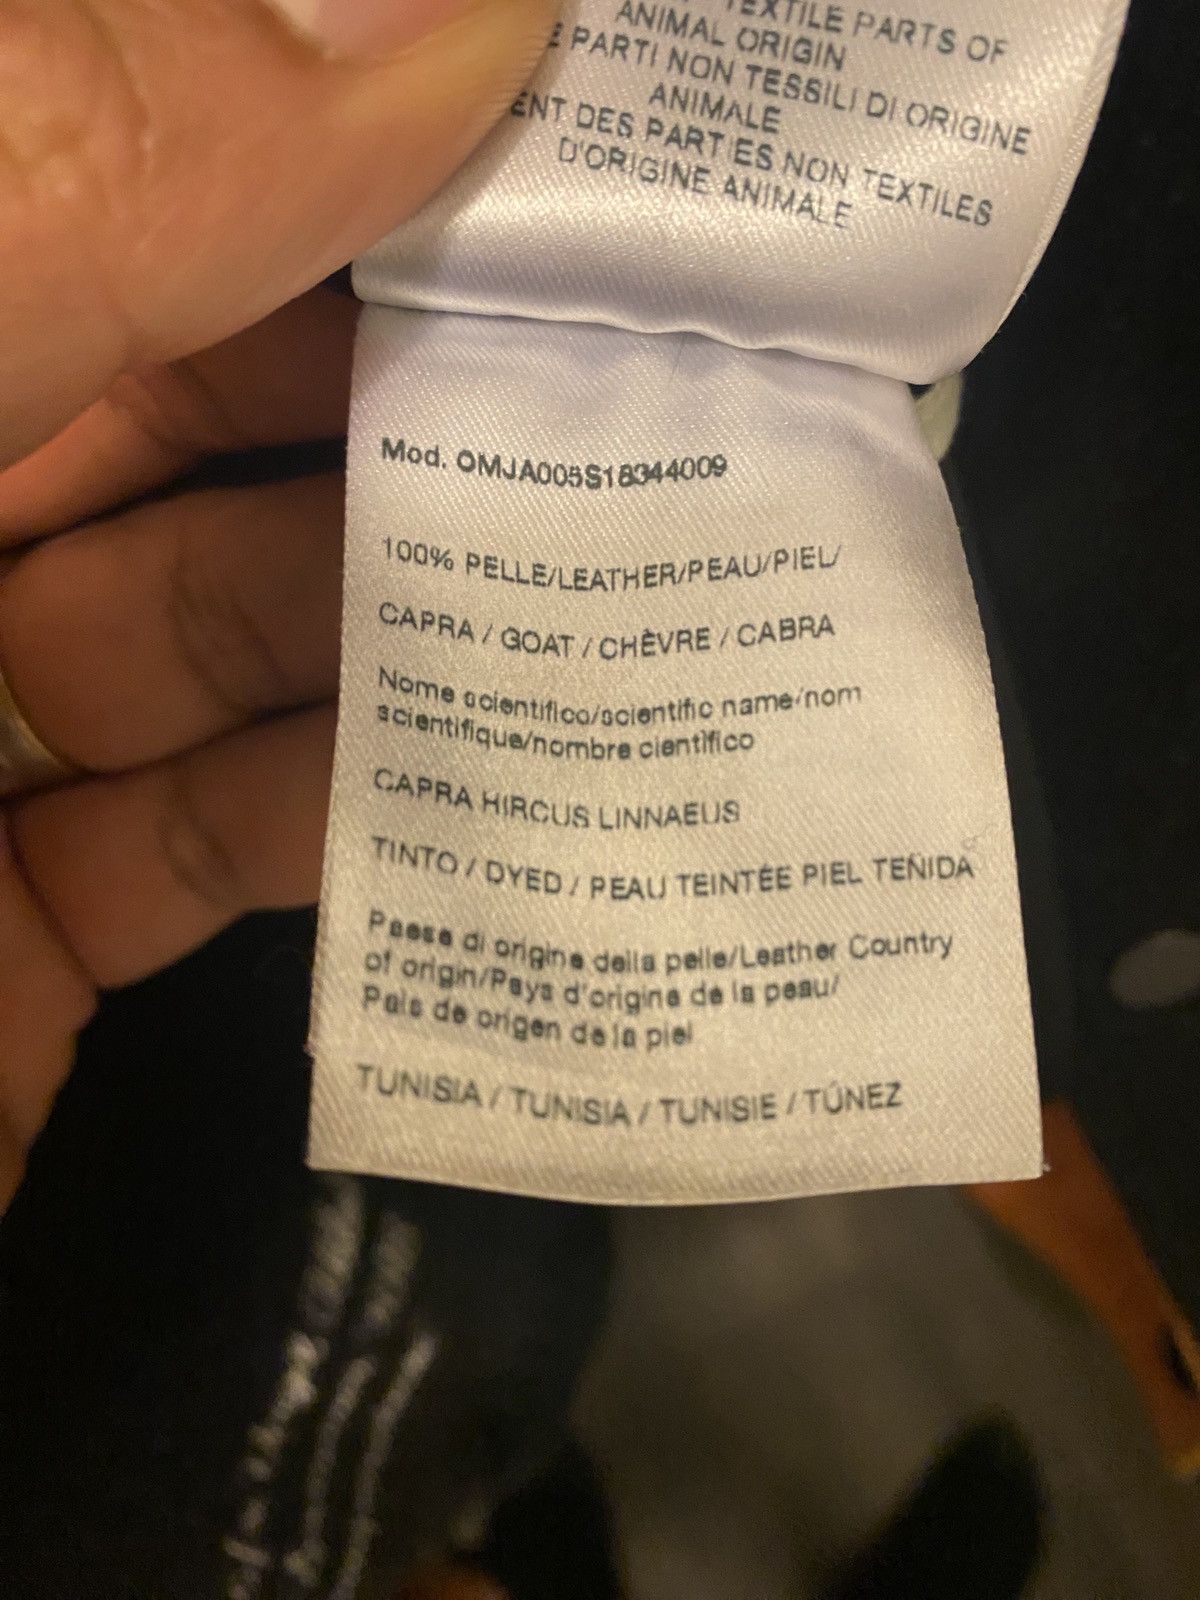 TEXTILE PARTS OF
ANIMAL ORIGIN
PARTI NON TESSILI DI ORIGINE
ANIMALE
DES PARTIES NON TEXTILES
D'ORIGINE ANIMALE
Mod. OMJA005S18344009
100% PELLE/LEATHER/PEAU/PIEL/
CAPRA / GOAT / CHÈVRE / CABRA
Nome scientifico/scientific name/nom
scientifique/nombre científico
CAPRA HIRCUS LINNAEUS
TINTO / DYED / PEAU TEINTÉE PIEL TEÑIDA
Paese di origine della pelle/Leather Country
of origin/Pays d'origine de la peau/
País de origen de la piel
TUNISIA / TUNISIA / TUNISIE / TÚNEZ